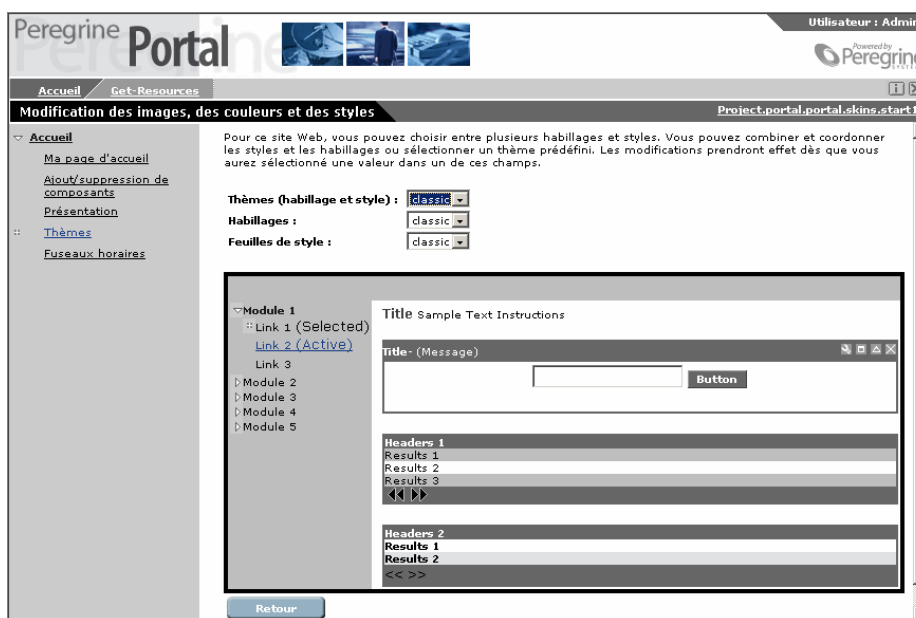 Peregrine Portal
Utilisateur : Admin
Powered by
Peregrine
Accueil Get-Resources
Modification des images, des couleurs et des styles
Project.portal.portal.skins.start1
Accueil
Ma page d'accueil
Ajout/suppression de
composants
Présentation
Thèmes
Fuseaux horaires
Pour ce site Web, vous pouvez choisir entre plusieurs habillages et styles. Vous pouvez combiner et coordonner
les styles et les habillages ou sélectionner un thème prédéfini. Les modifications prendront effet dès que vous
aurez sélectionné une valeur dans un de ces champs.
Thèmes (habillage et style) : classic
Habillages : classic
Feuilles de style : classic
Module 1
Link 1 (Selected)
Link 2 (Active)
Link 3
Module 2
Module 3
Module 4
Module 5
Title Sample Text Instructions
Title- (Message)
Button
Headers 1
Results 1
Results 2
Results 3
Headers 2
Results 1
Results 2
<< >>
Retour